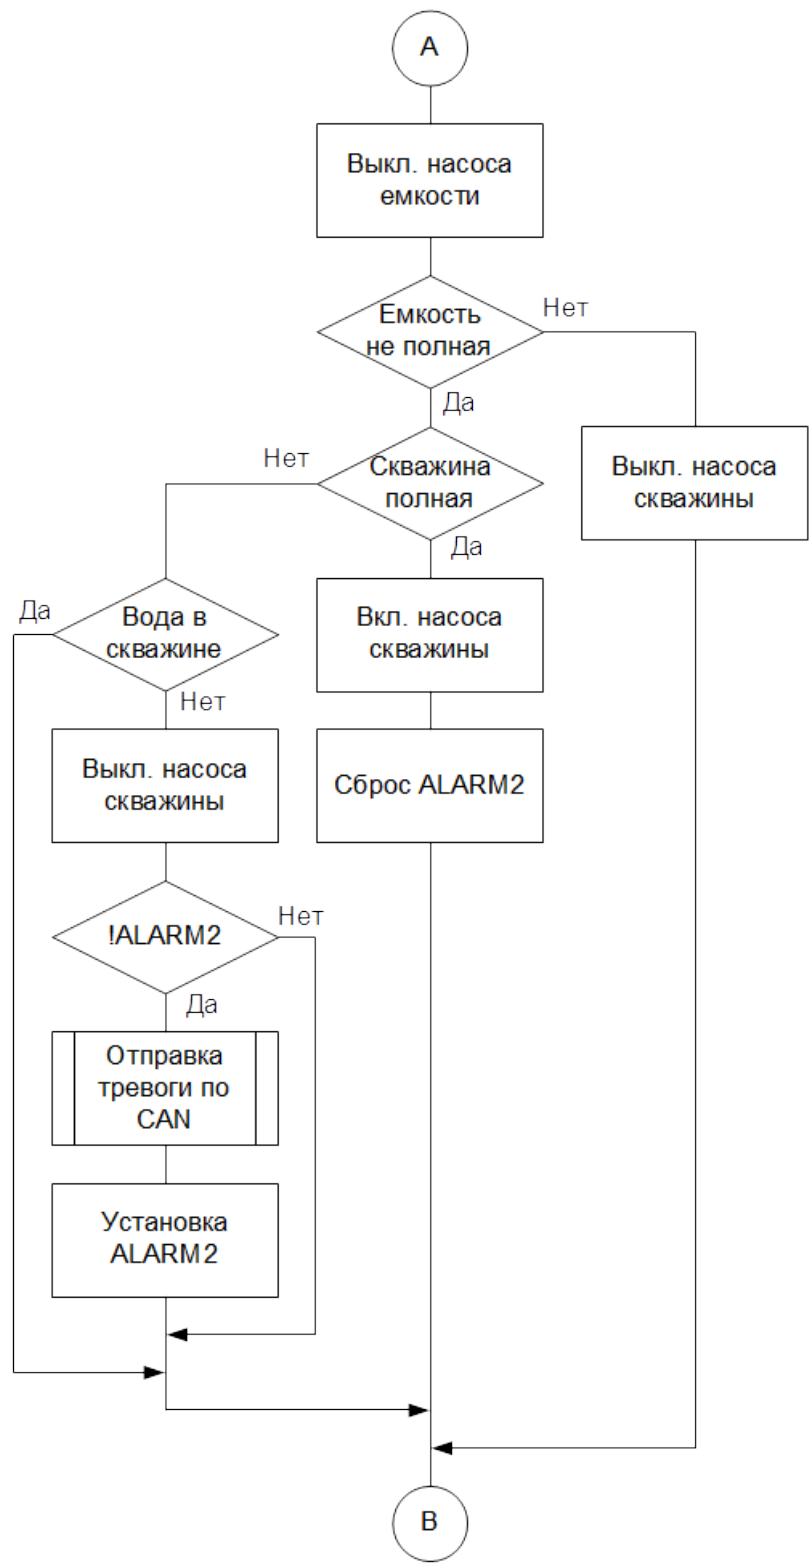 A
Выкл. насоса
емкости
Емкость
не полная
Нет
Да
Скважина
полная
Нет
Выкл. насоса
скважины
Да
Вода в
скважине
Да
Вкл. насоса
скважины
Нет
Выкл. насоса
скважины
Сброс ALARM2
!ALARM2
Нет
Да
Отправка
тревоги по
CAN
Установка
ALARM2
B